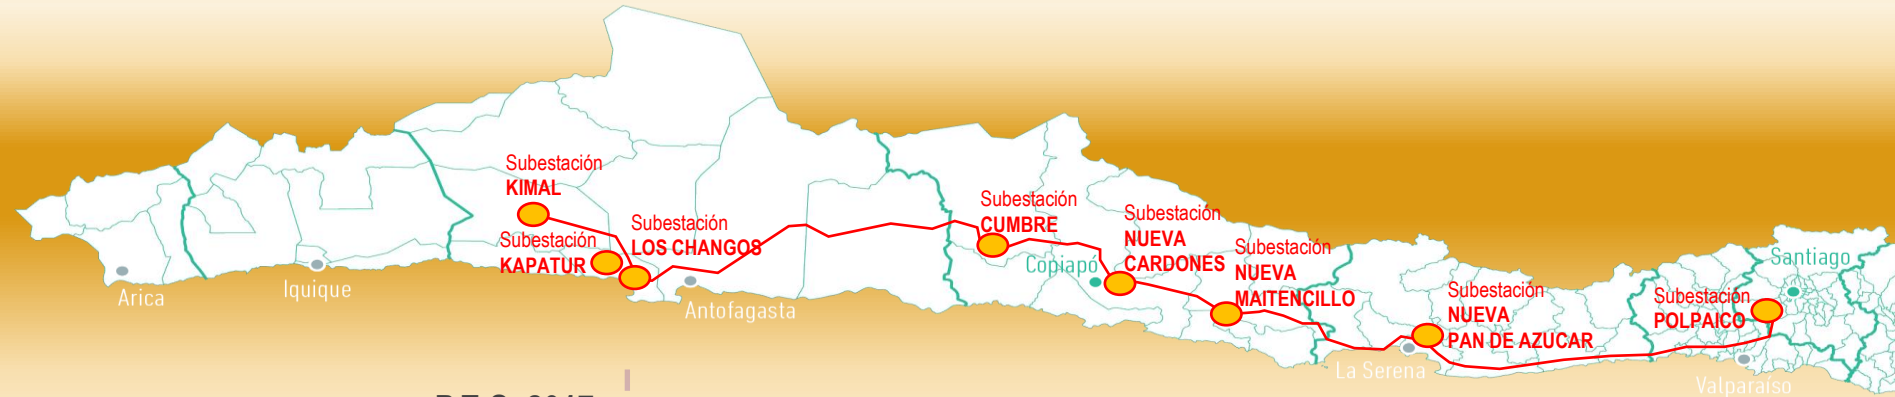 Subestación
KIMAL
Subestación
KAPATUR
Subestación
LOS CHANGOS
Subestación
CUMBRE
Subestación
NUEVA
CARDONES
Subestación
NUEVA
MAITENCILLO
Subestación
NUEVA
PAN DE AZUCAR
Subestación
POLPAICO
Arica
Iquique
Antofagasta
Copiapó
La Serena
Valparaíso
Santiago